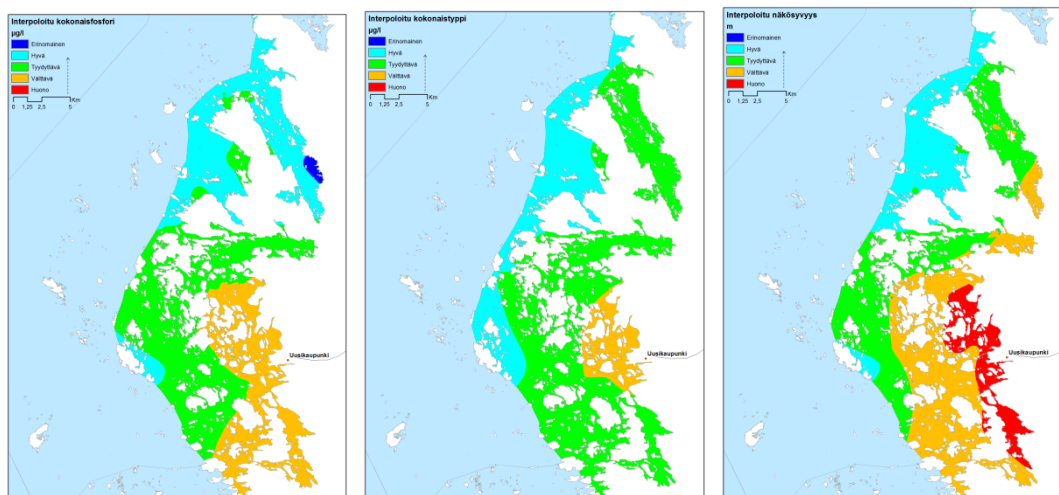 Interpoloitu kokonaisfosfori
µg/l
Erinomainen
Hyvä
Tyydyttävä
Välttävä
Huono
Km
0 1,25 2,5 5
Uusikaupunki
Interpoloitu kokonaistyppi
µg/l
Erinomainen
Hyvä
Tyydyttävä
Välttävä
Huono
Km
0 1,25 2,5 5
Uusikaupunki
Interpoloitu näkösyvyys
m
Erinomainen
Hyvä
Tyydyttävä
Välttävä
Huono
Km
0 1,25 2,5 5
Uusikaupunki